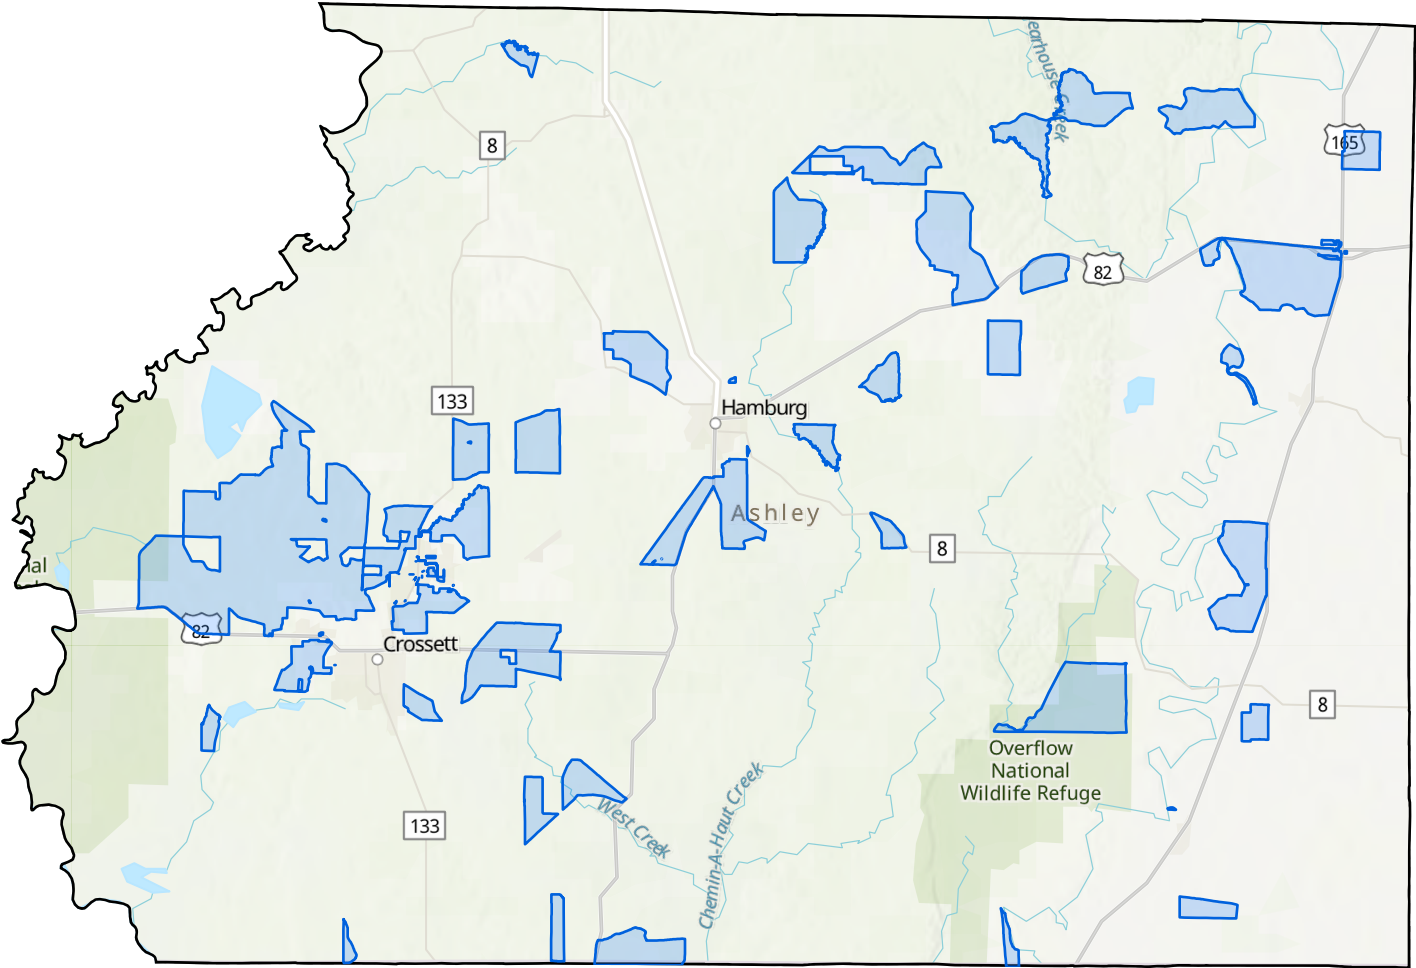 earhouse Creek
8
165
82
133
Hamburg
Ashley
8
al
82
Crossett
8
Overflow
National
Wildlife Refuge
West Creek
Chemin-A-Haut Creek
133